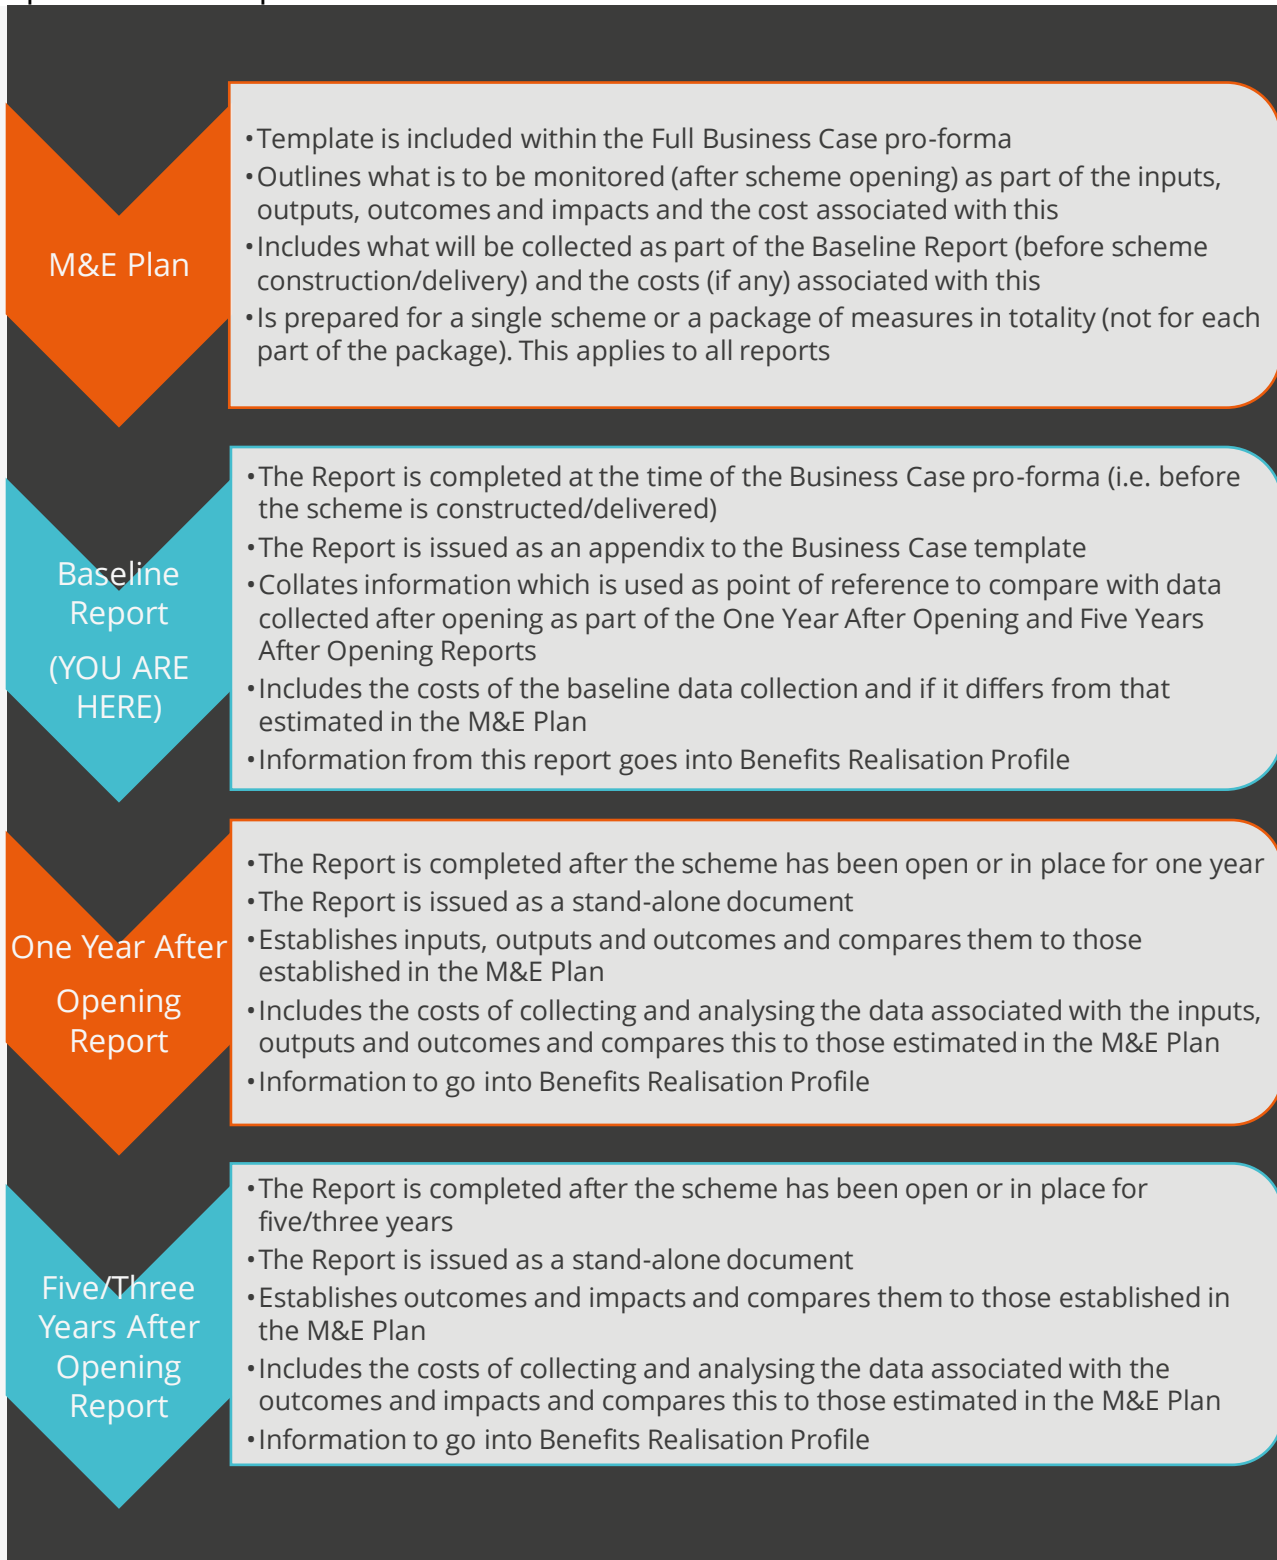 M&E Plan
•Template is included within the Full Business Case pro-forma
•Outlines what is to be monitored (after scheme opening) as part of the inputs,
outputs, outcomes and impacts and the cost associated with this
•Includes what will be collected as part of the Baseline Report (before scheme
construction/delivery) and the costs (if any) associated with this
•Is prepared for a single scheme or a package of measures in totality (not for each
part of the package). This applies to all reports
Baseline
Report
(YOU ARE
HERE)
•The Report is completed at the time of the Business Case pro-forma (i.e. before
the scheme is constructed/delivered)
•The Report is issued as an appendix to the Business Case template
•Collates information which is used as point of reference to compare with data
collected after opening as part of the One Year After Opening and Five Years
After Opening Reports
•Includes the costs of the baseline data collection and if it differs from that
estimated in the M&E Plan
•Information from this report goes into Benefits Realisation Profile
One Year After
Opening
Report
•The Report is completed after the scheme has been open or in place for one year
•The Report is issued as a stand-alone document
•Establishes inputs, outputs and outcomes and compares them to those
established in the M&E Plan
•Includes the costs of collecting and analysing the data associated with the inputs,
outputs and outcomes and compares this to those estimated in the M&E Plan
•Information to go into Benefits Realisation Profile
Five/Three
Years After
Opening
Report
•The Report is completed after the scheme has been open or in place for
five/three years
•The Report is issued as a stand-alone document
•Establishes outcomes and impacts and compares them to those established in
the M&E Plan
•Includes the costs of collecting and analysing the data associated with the
outcomes and impacts and compares this to those estimated in the M&E Plan
•Information to go into Benefits Realisation Profile